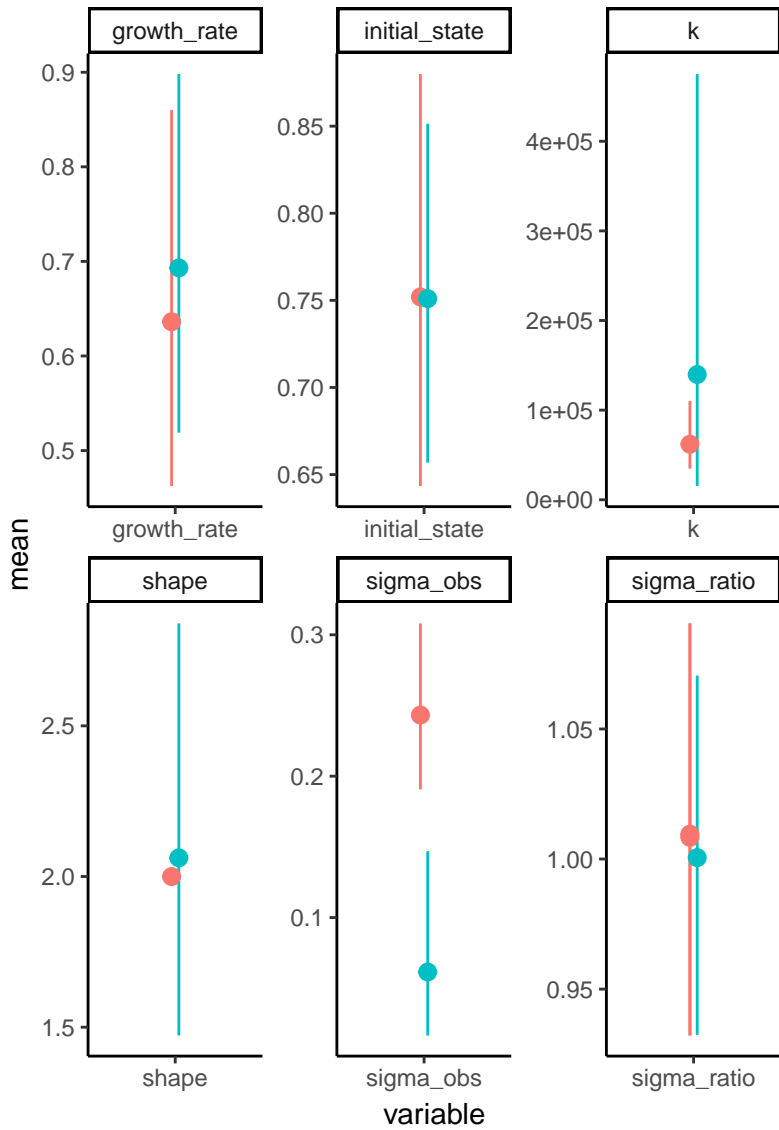 growth_rate
initial_state
k
0.9
0.8
0.7
0.6
0.5
0.85
0.80
0.75
0.70
0.65
4e+05
3e+05
2e+05
1e+05
0e+00
growth_rate
initial_state
k
mean
shape
sigma_obs
sigma_ratio
2.5
2.0
1.5
0.3
0.2
0.1
1.05
1.00
0.95
shape
sigma_obs
sigma_ratio
variable